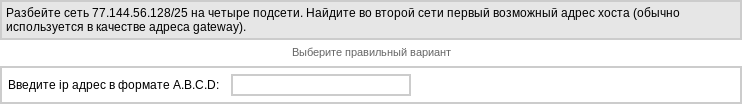 Разбейте сеть 77.144.56.128/25 на четыре подсети. Найдите во второй сети первый возможный адрес хоста (обычно
используется в качестве адреса gateway).
Выберите правильный вариант
Введите ip адрес в формате A.B.C.D: